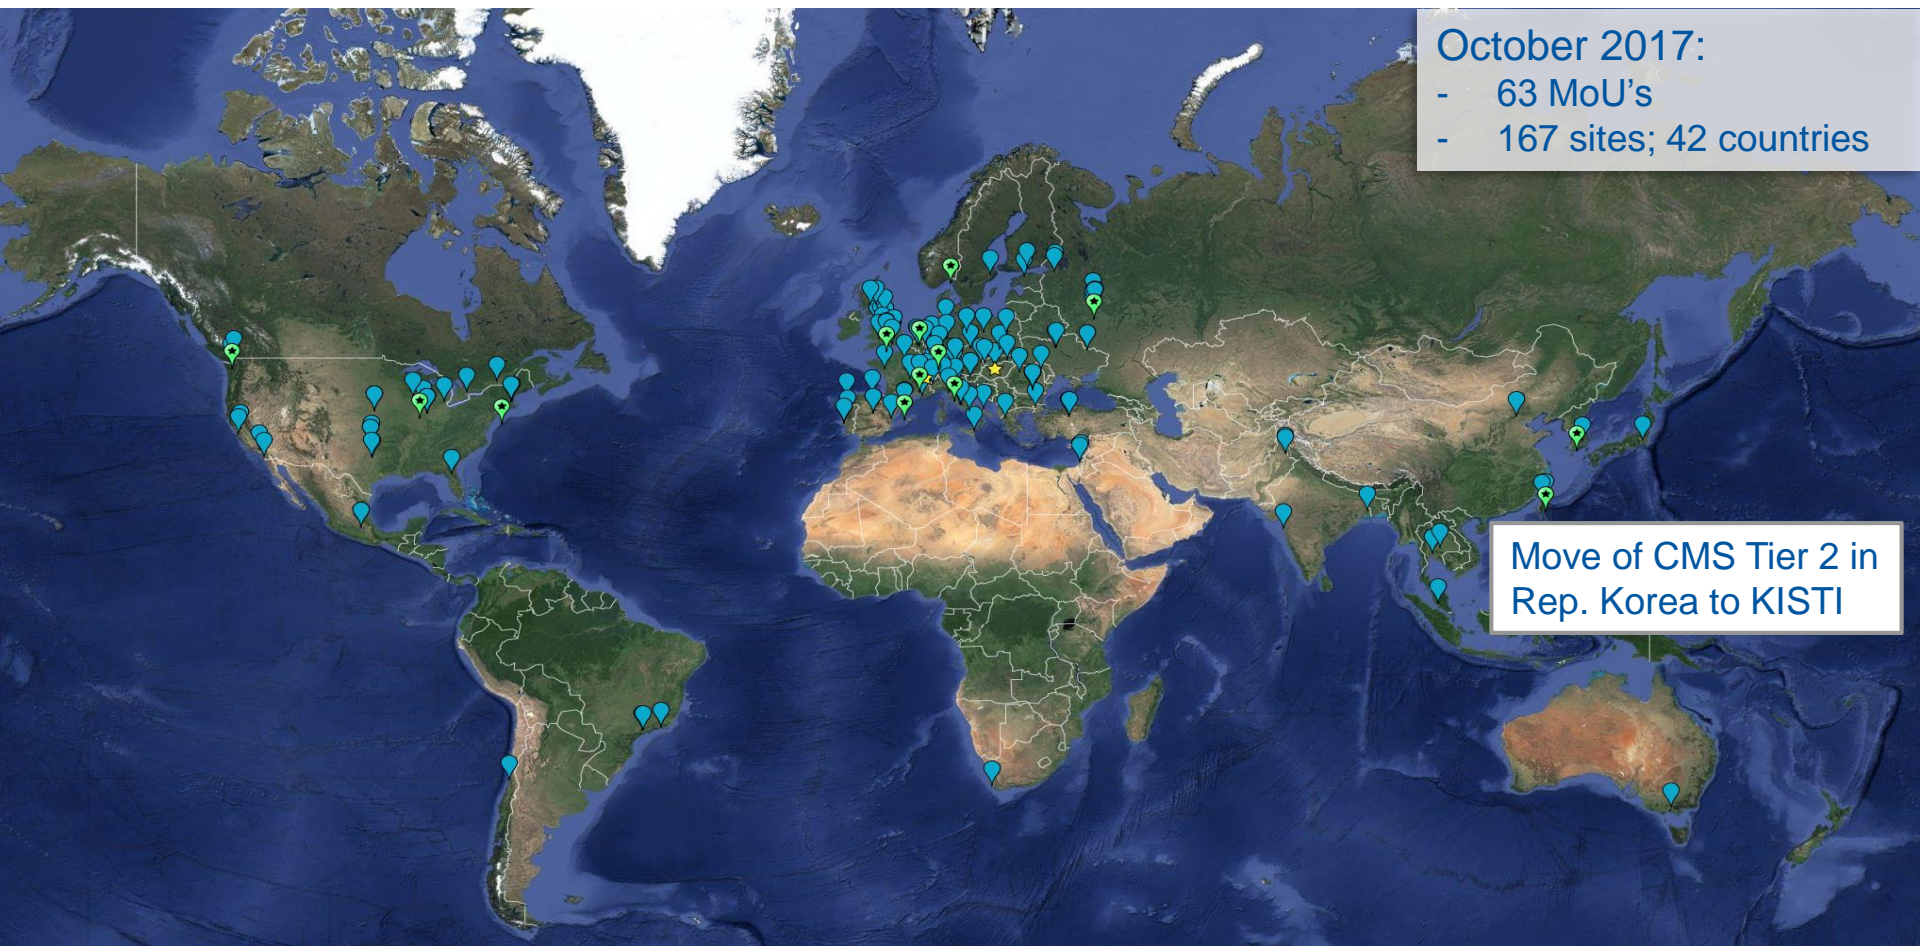 October 2017:
- 63 MoU's
- 167 sites; 42 countries
Move of CMS Tier 2 in
Rep. Korea to KISTI